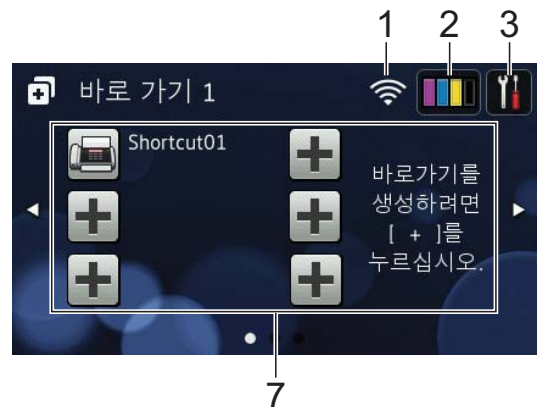 1 2 3
바로 가기 1
Shortcut01
바로가기를
생성하려면
[ + ]를
누르십시오.
7